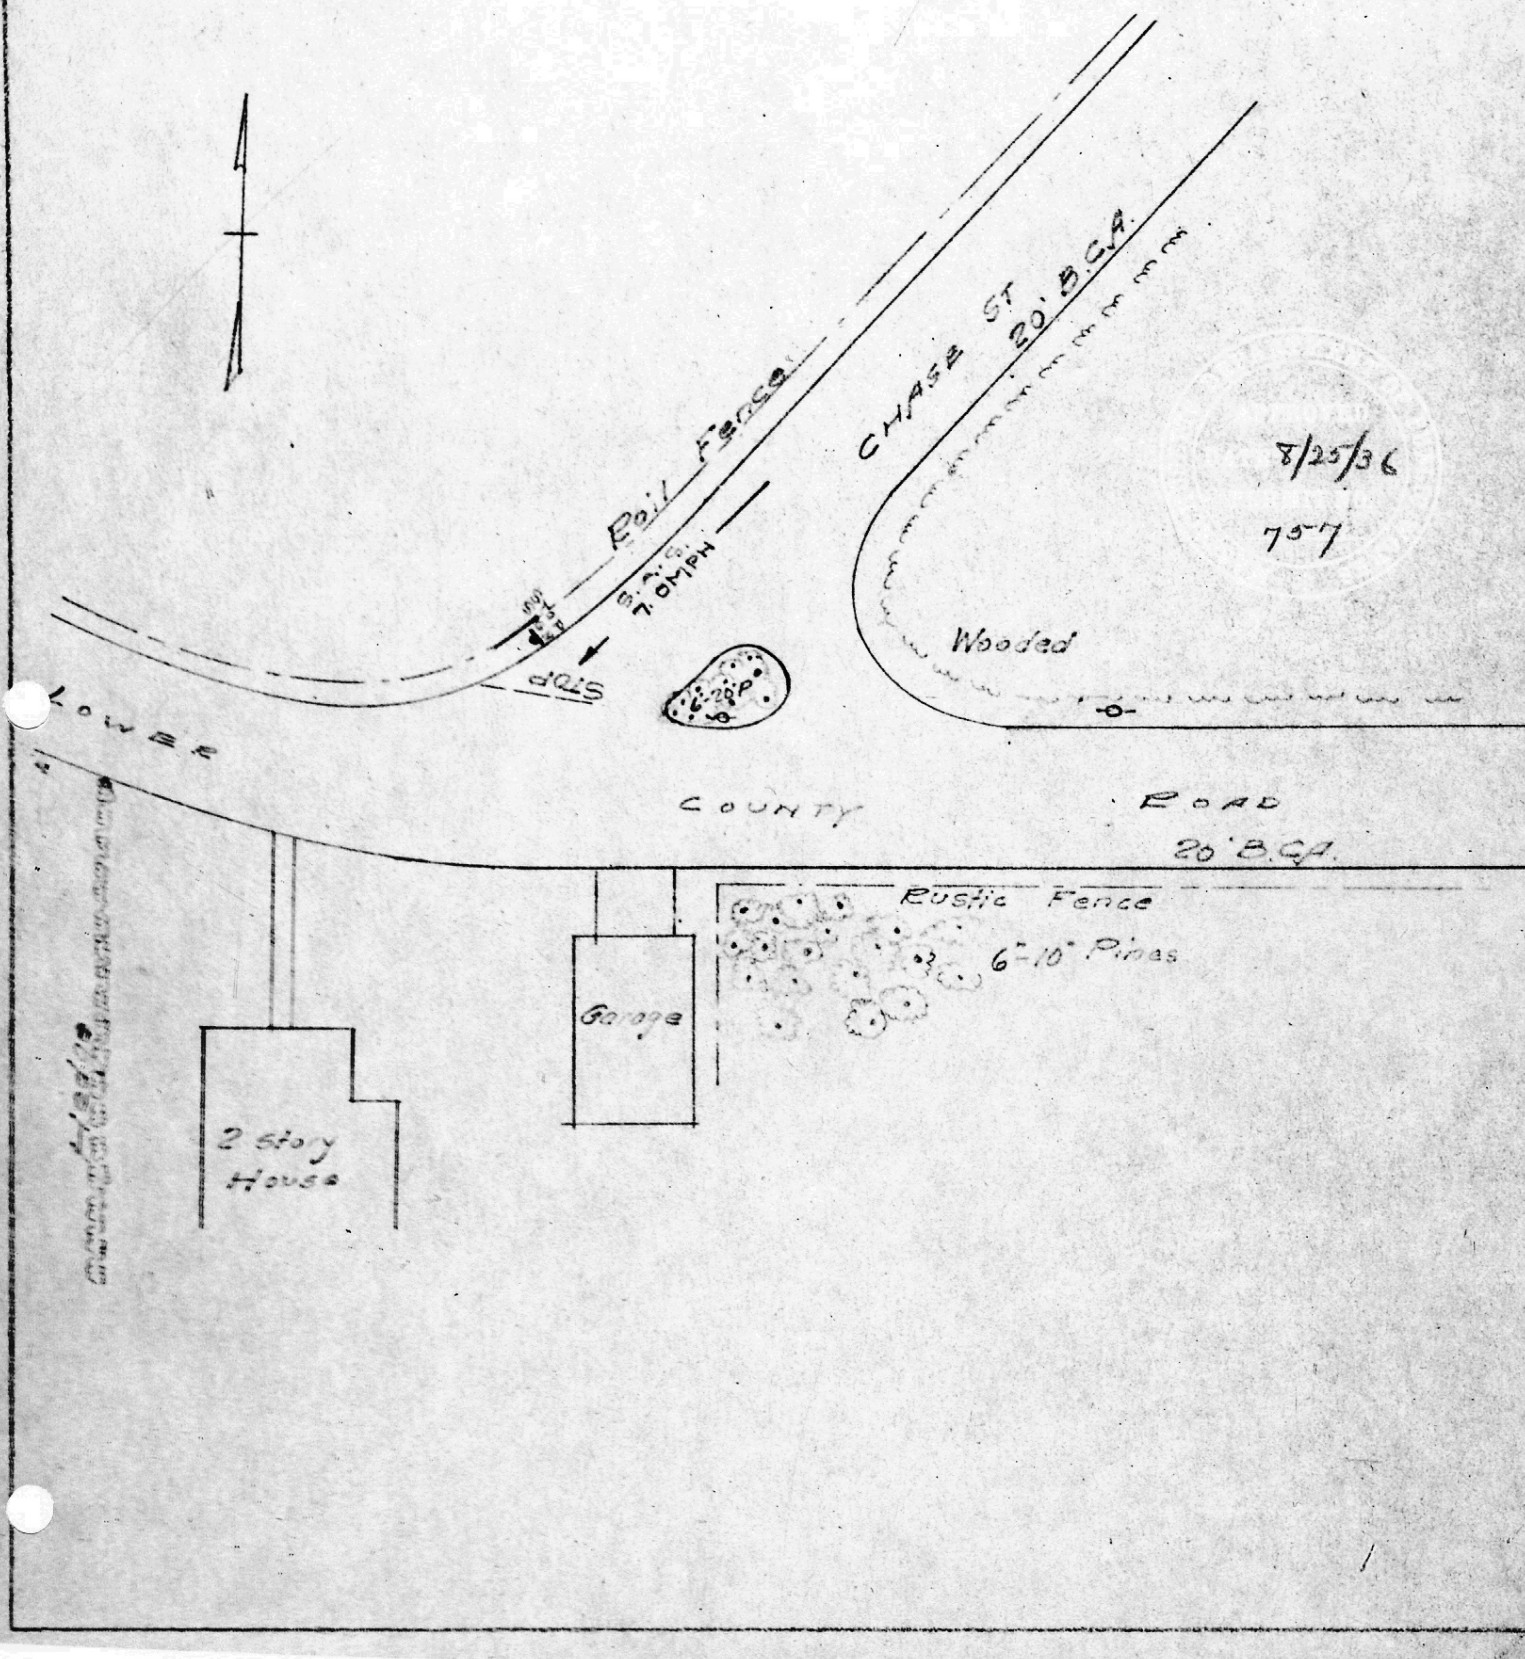 Rail Fence
CHASE ST
20' B.C.A.
8/25/36
757
S.A.S.
7.0MPH
STOP
6-20"P
Wooded
LOWER
COUNTY
ROAD
20' B.C.A.
Rustic Fence
6"-10" Pines
Garage
Hedge
2 Story
House